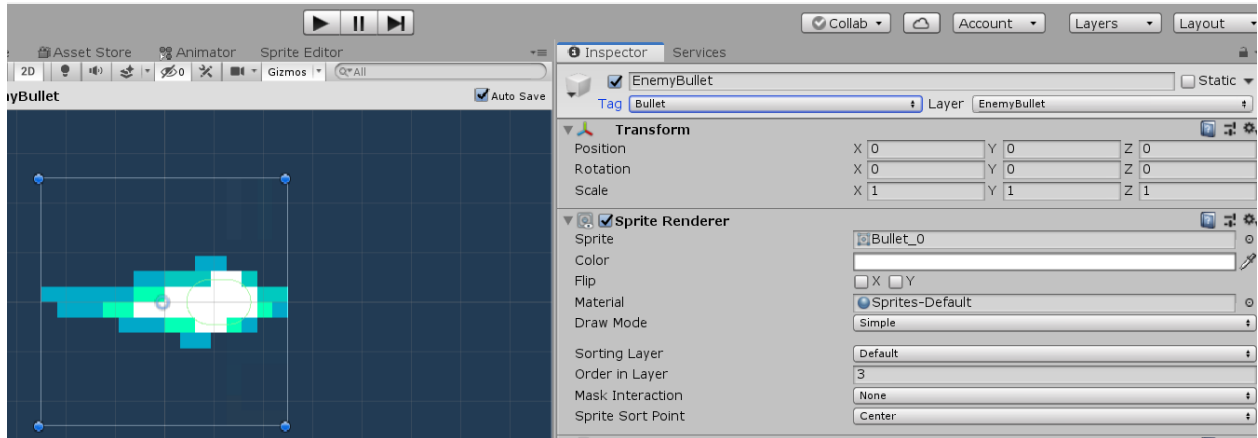 Collab Account Layers Layout
Asset Store Animator Sprite Editor Inspector Services
2D 0 Gizmos All
EnemyBullet Static
yBullet Auto Save
Tag Bullet Layer EnemyBullet
Transform
Position X 0 Y 0 Z 0
Rotation X 0 Y 0 Z 0
Scale X 1 Y 1 Z 1
Sprite Renderer
Sprite Bullet_0
Color
Flip X Y
Material Sprites-Default
Draw Mode Simple
Sorting Layer Default
Order in Layer 3
Mask Interaction None
Sprite Sort Point Center